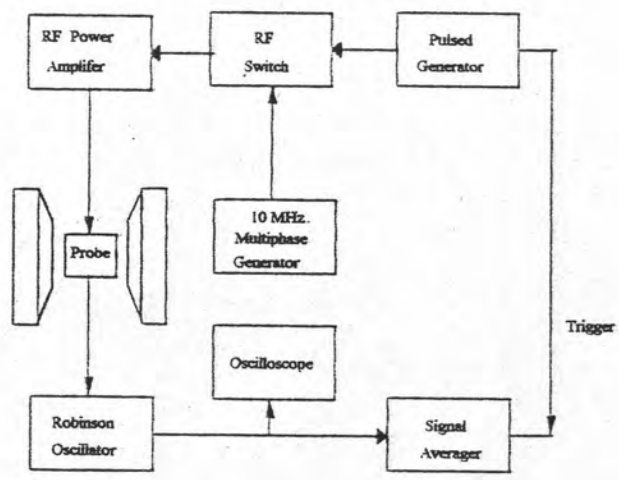 RF Power
Amplifer
RF
Switch
Pulsed
Generator
10 MHz.
Multiphase
Generator
Probe
Trigger
Oscilloscope
Robinson
Oscillator
Signal
Averager